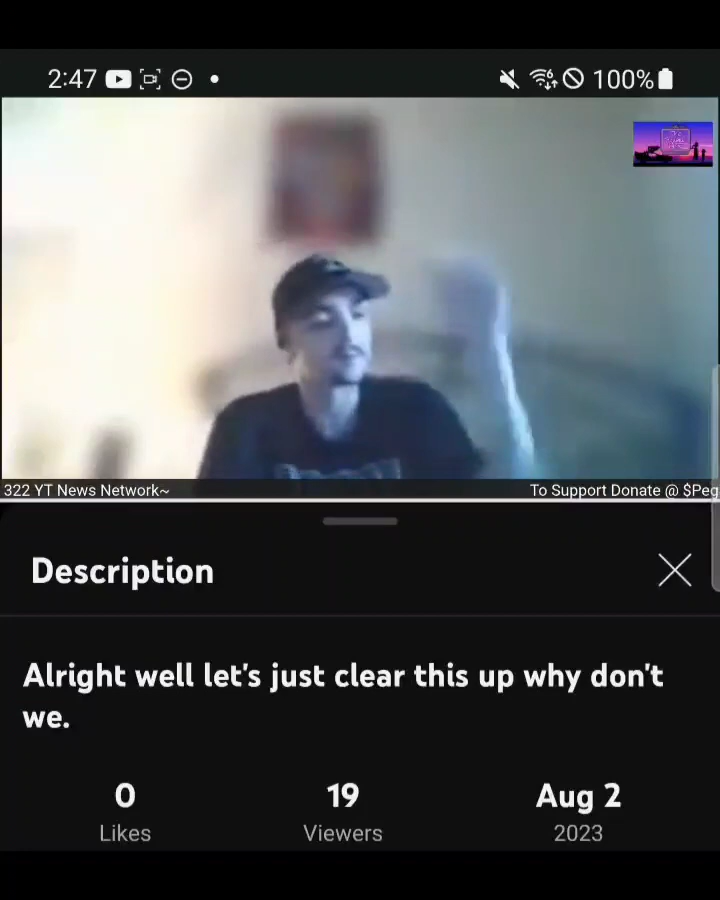 2:47
100%
322 YT News Network~
To Support Donate @ $Peg
Description
Alright well let's just clear this up why don't
we.
0
19
Aug 2
Likes
Viewers
2023